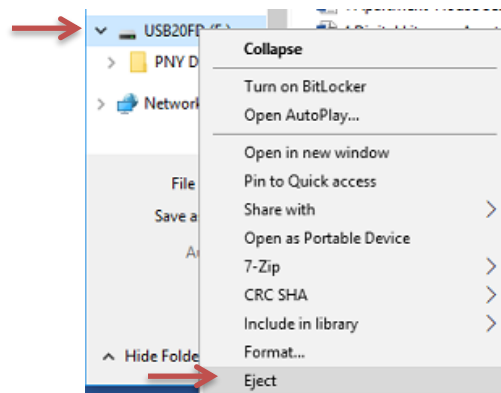 USB20FD
PNY D
Network
File
Save as
Hide Folde
Collapse
Turn on BitLocker
Open AutoPlay...
Open in new window
Pin to Quick access
Share with
Open as Portable Device
7-Zip
CRC SHA
Include in library
Format...
Eject